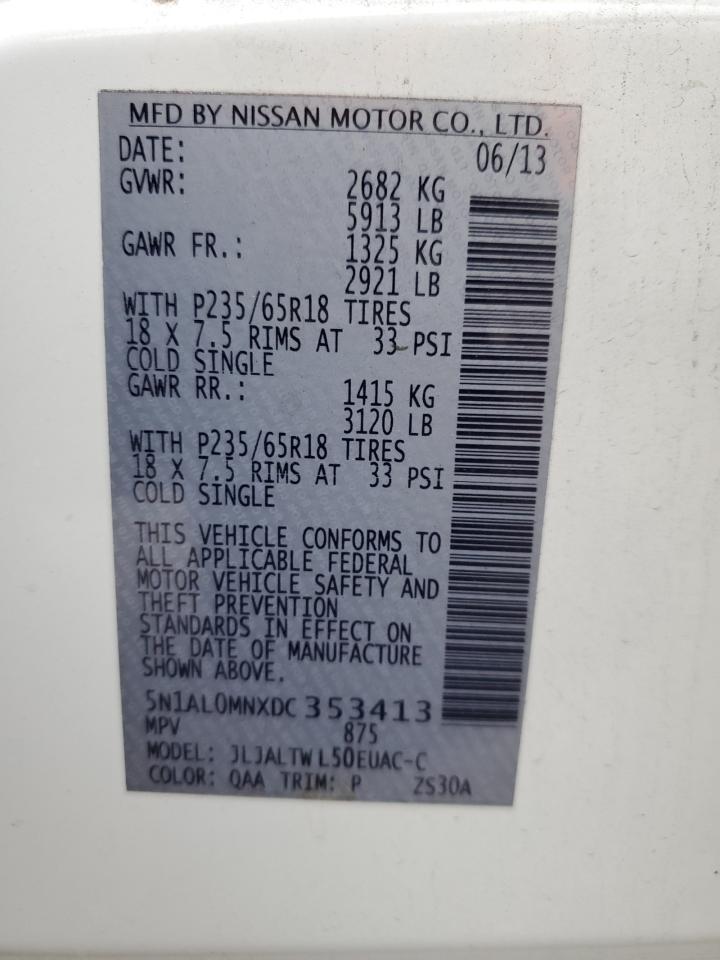 MFD BY NISSAN MOTOR CO., LTD.
DATE: 06/13
GVWR: 2682 KG
5913 LB
GAWR FR.: 1325 KG
2921 LB
WITH P235/65R18 TIRES
18 X 7.5 RIMS AT 33 PSI
COLD SINGLE
GAWR RR.: 1415 KG
3120 LB
WITH P235/65R18 TIRES
18 X 7.5 RIMS AT 33 PSI
COLD SINGLE
THIS VEHICLE CONFORMS TO
ALL APPLICABLE FEDERAL
MOTOR VEHICLE SAFETY AND
THEFT PREVENTION
STANDARDS IN EFFECT ON
THE DATE OF MANUFACTURE
SHOWN ABOVE.
5N1AL0MNXDC 353413
MPV 875
MODEL: JLJALTW L50EUAC-C
COLOR: QAA TRIM: P ZS30A